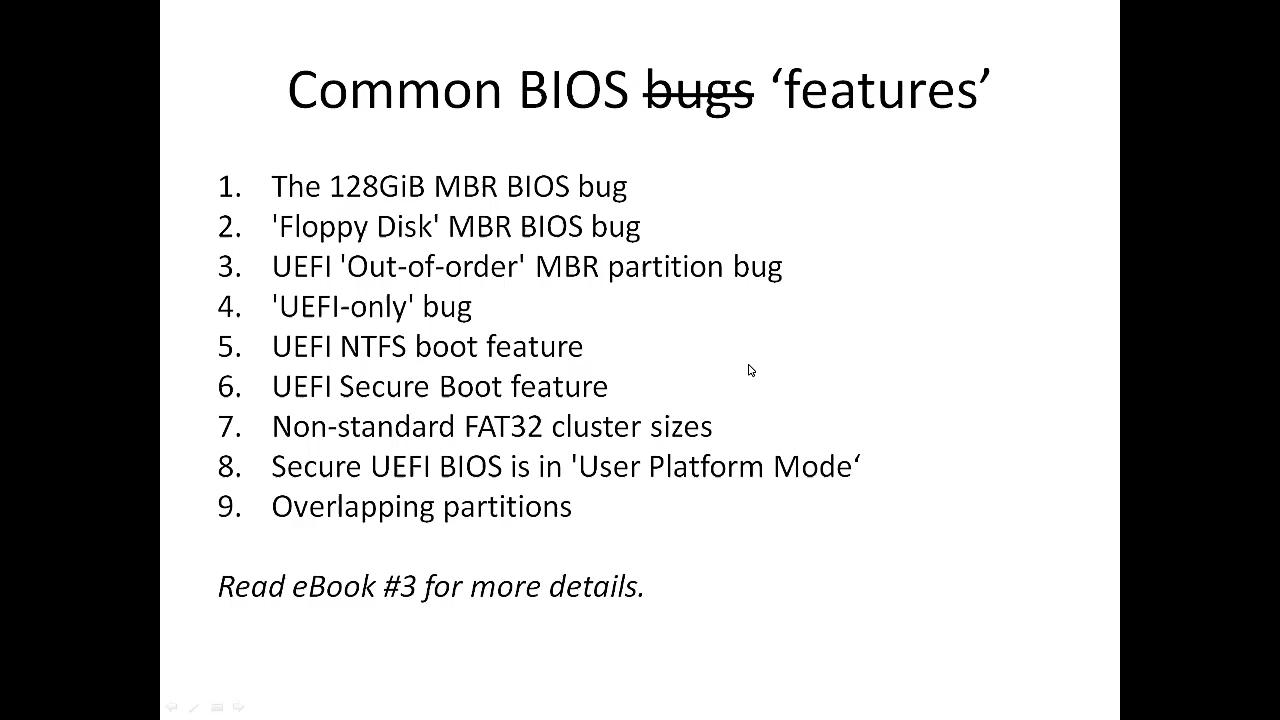 Common BIOS bugs ‘features’
1. The 128GiB MBR BIOS bug
2. 'Floppy Disk' MBR BIOS bug
3. UEFI 'Out-of-order' MBR partition bug
4. 'UEFI-only' bug
5. UEFI NTFS boot feature
6. UEFI Secure Boot feature
7. Non-standard FAT32 cluster sizes
8. Secure UEFI BIOS is in 'User Platform Mode‘
9. Overlapping partitions
Read eBook #3 for more details.